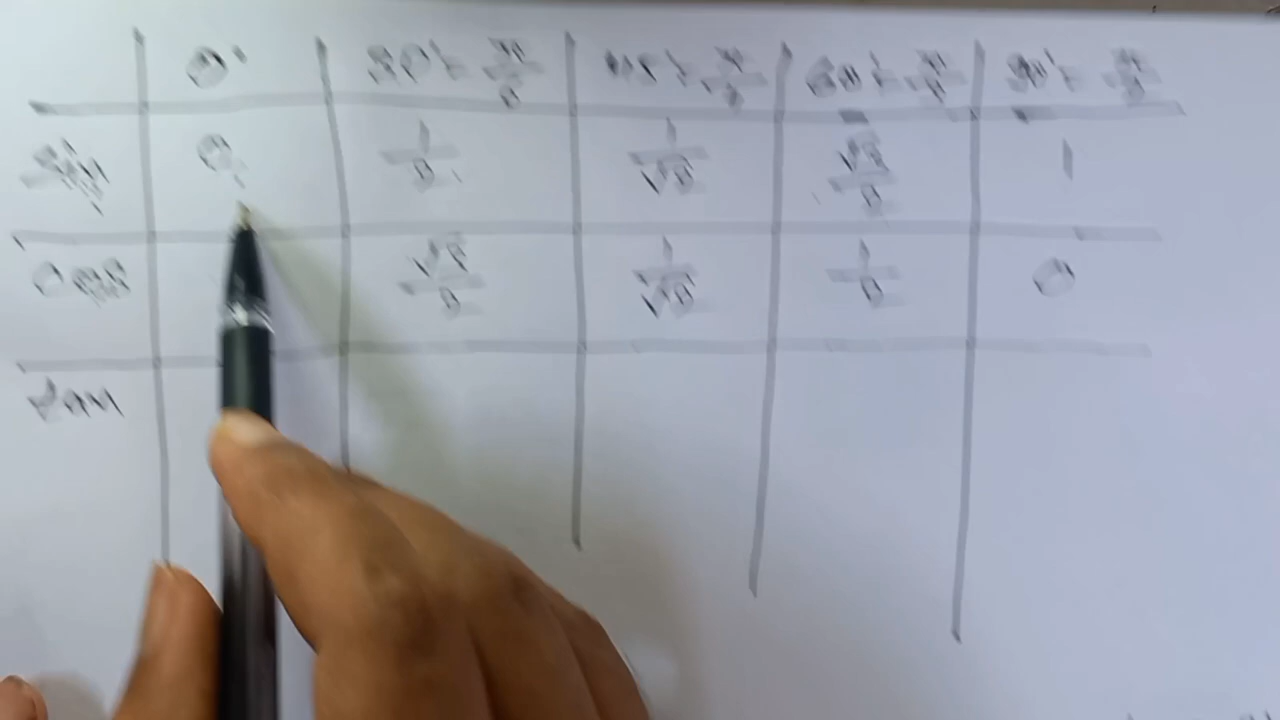 0° 30°= π/6 45°= π/4 60°= π/3 90°= π/2
Sin 0 1/2 1/√2 √3/2 1
Cos √3/2 1/√2 1/2 0
tan